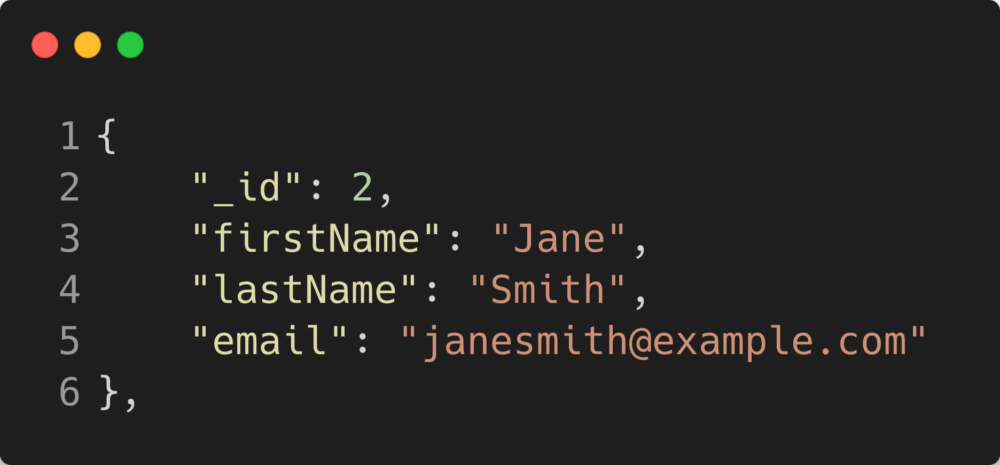 1 {
2     "_id": 2,
3     "firstName": "Jane",
4     "lastName": "Smith",
5     "email": "janesmith@example.com"
6 },